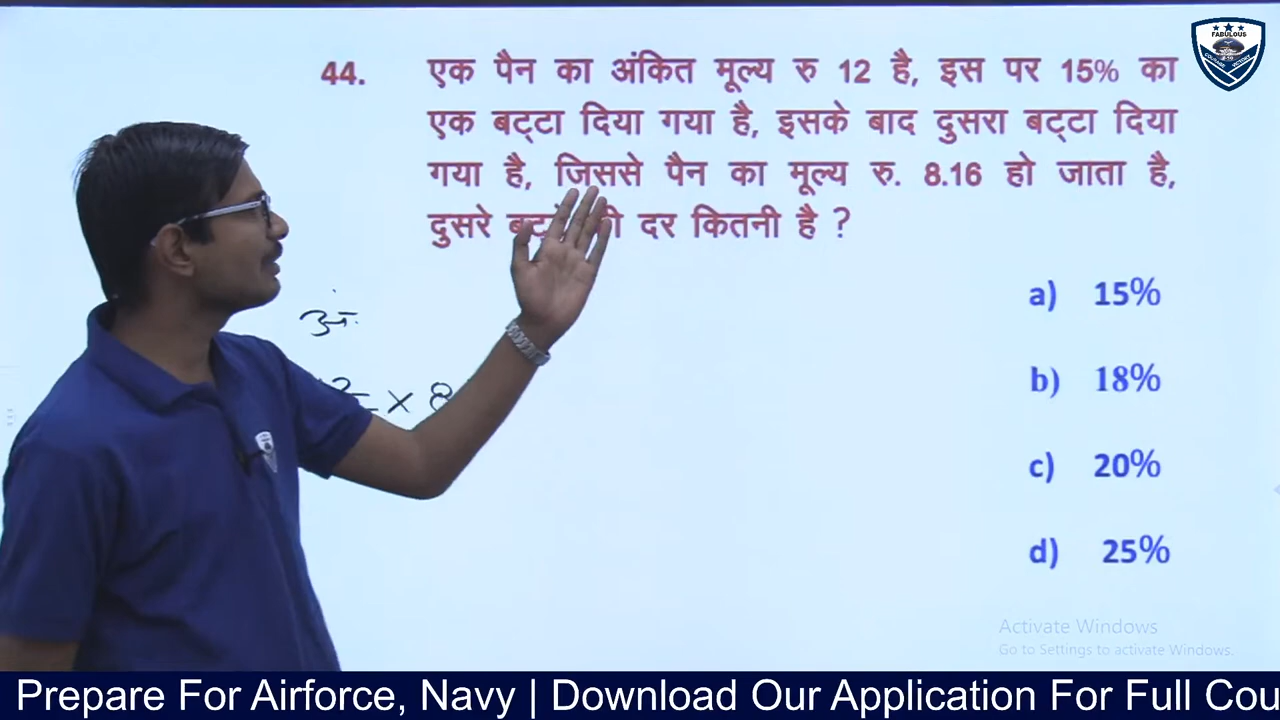 FABULOUS
44. एक पैन का अंकित मूल्य रु 12 है, इस पर 15% का
एक बट्टा दिया गया है, इसके बाद दुसरा बट्टा दिया
गया है, जिससे पैन का मूल्य रु. 8.16 हो जाता है,
दुसरे दर कितनी है ?
a) 15%
b) 18%
c) 20%
d) 25%
× 8
Activate Windows
Go to Settings to activate Windows.
Prepare For Airforce, Navy | Download Our Application For Full Cou